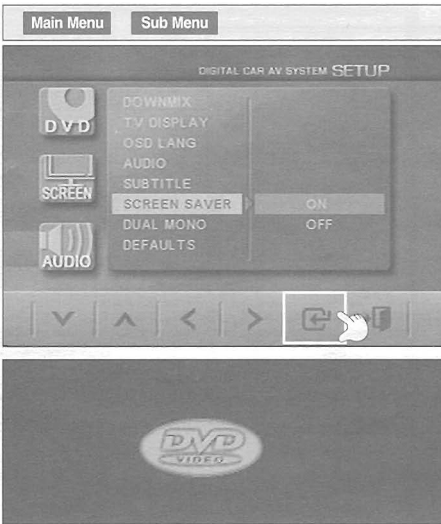 Main Menu Sub Menu
DIGITAL CAR AV SYSTEM SETUP
DVD
DOWNMIX
TV DISPLAY
OSD LANG
AUDIO
SUBTITLE
SCREEN
SCREEN SAVER ON
DUAL MONO OFF
DEFAULTS
AUDIO
DVD
VIDEO